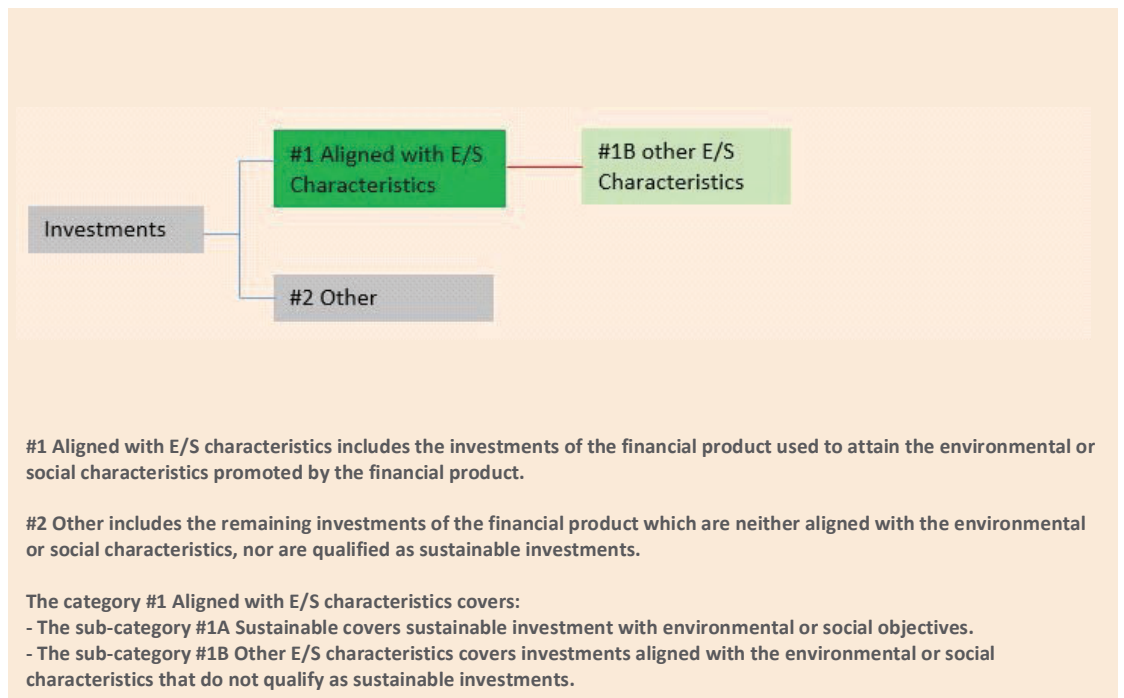 #1 Aligned with E/S
Characteristics
#1B other E/S
Characteristics
Investments
#2 Other
#1 Aligned with E/S characteristics includes the investments of the financial product used to attain the environmental or
social characteristics promoted by the financial product.
#2 Other includes the remaining investments of the financial product which are neither aligned with the environmental
or social characteristics, nor are qualified as sustainable investments.
The category #1 Aligned with E/S characteristics covers:
- The sub-category #1A Sustainable covers sustainable investment with environmental or social objectives.
- The sub-category #1B Other E/S characteristics covers investments aligned with the environmental or social
characteristics that do not qualify as sustainable investments.